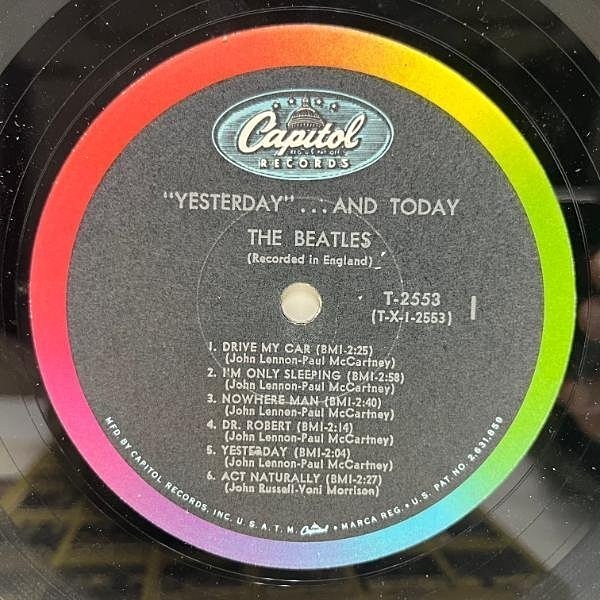 Capitol
REG. U.S. PAT. OFF.
RECORDS
"YESTERDAY" . . . AND TODAY
THE BEATLES
(Recorded in England)
T-2553
(T-X-1-2553)
1
1. DRIVE MY CAR (BMI-2:25)
(John Lennon-Paul McCartney)
2. I'M ONLY SLEEPING (BMI-2:58)
(John Lennon-Paul McCartney)
3. NOWHERE MAN (BMI-2:40)
(John Lennon-Paul McCartney)
4. DR. ROBERT (BMI-2:14)
(John Lennon-Paul McCartney)
5. YESTERDAY (BMI-2:04)
(John Lennon-Paul McCartney)
6. ACT NATURALLY (BMI-2:27)
(John Russell-Voni Morrison)
MFD BY CAPITOL RECORDS, INC. U. S. A. T. M. Capitol • MARCA REG. • U. S. PAT. NO. 2,631,859